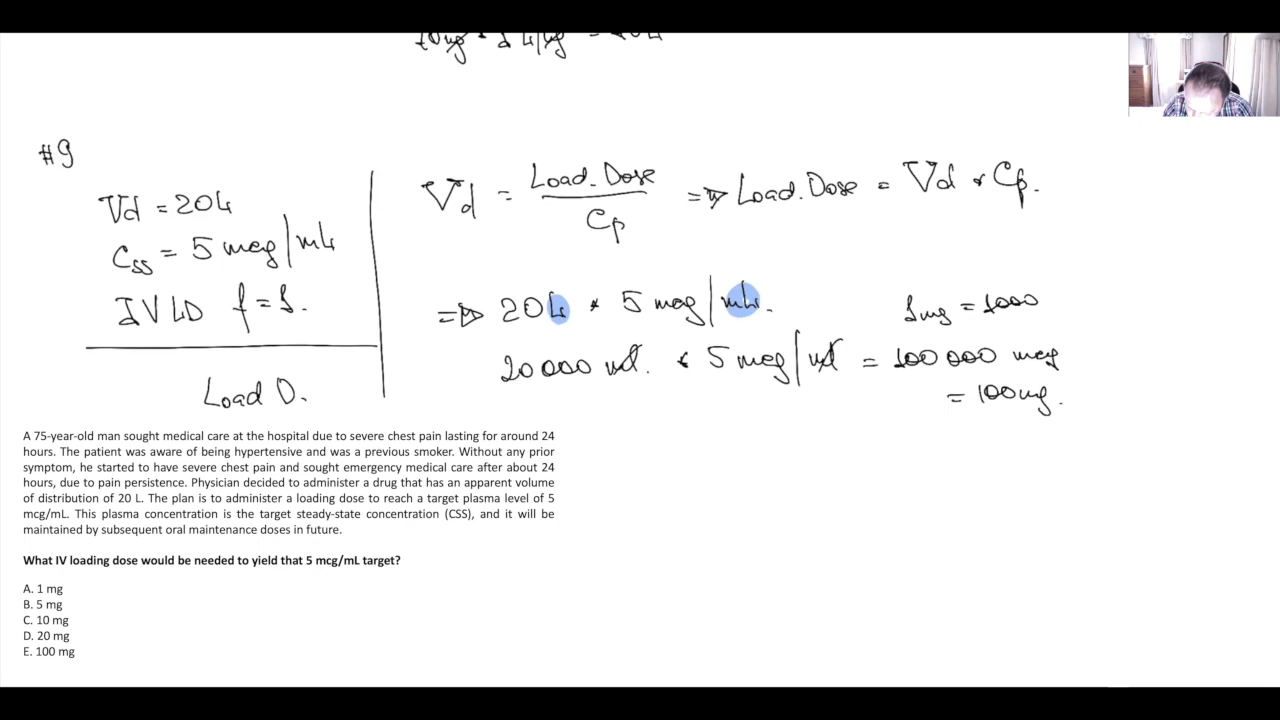 #9
Vd = 20L
Css = 5 mcg/mL
IV LD f = 1.
Load D.
Vd = Load. Dose / Cp => Load. Dose = Vd * Cp.
=> 20L * 5 mcg/mL.
1mg = 1000
20 000 ml. * 5 mcg/ml = 100 000 mcg
= 100mg.
A 75-year-old man sought medical care at the hospital due to severe chest pain lasting for around 24
hours. The patient was aware of being hypertensive and was a previous smoker. Without any prior
symptom, he started to have severe chest pain and sought emergency medical care after about 24
hours, due to pain persistence. Physician decided to administer a drug that has an apparent volume
of distribution of 20 L. The plan is to administer a loading dose to reach a target plasma level of 5
mcg/mL. This plasma concentration is the target steady-state concentration (CSS), and it will be
maintained by subsequent oral maintenance doses in future.
What IV loading dose would be needed to yield that 5 mcg/mL target?
A. 1 mg
B. 5 mg
C. 10 mg
D. 20 mg
E. 100 mg